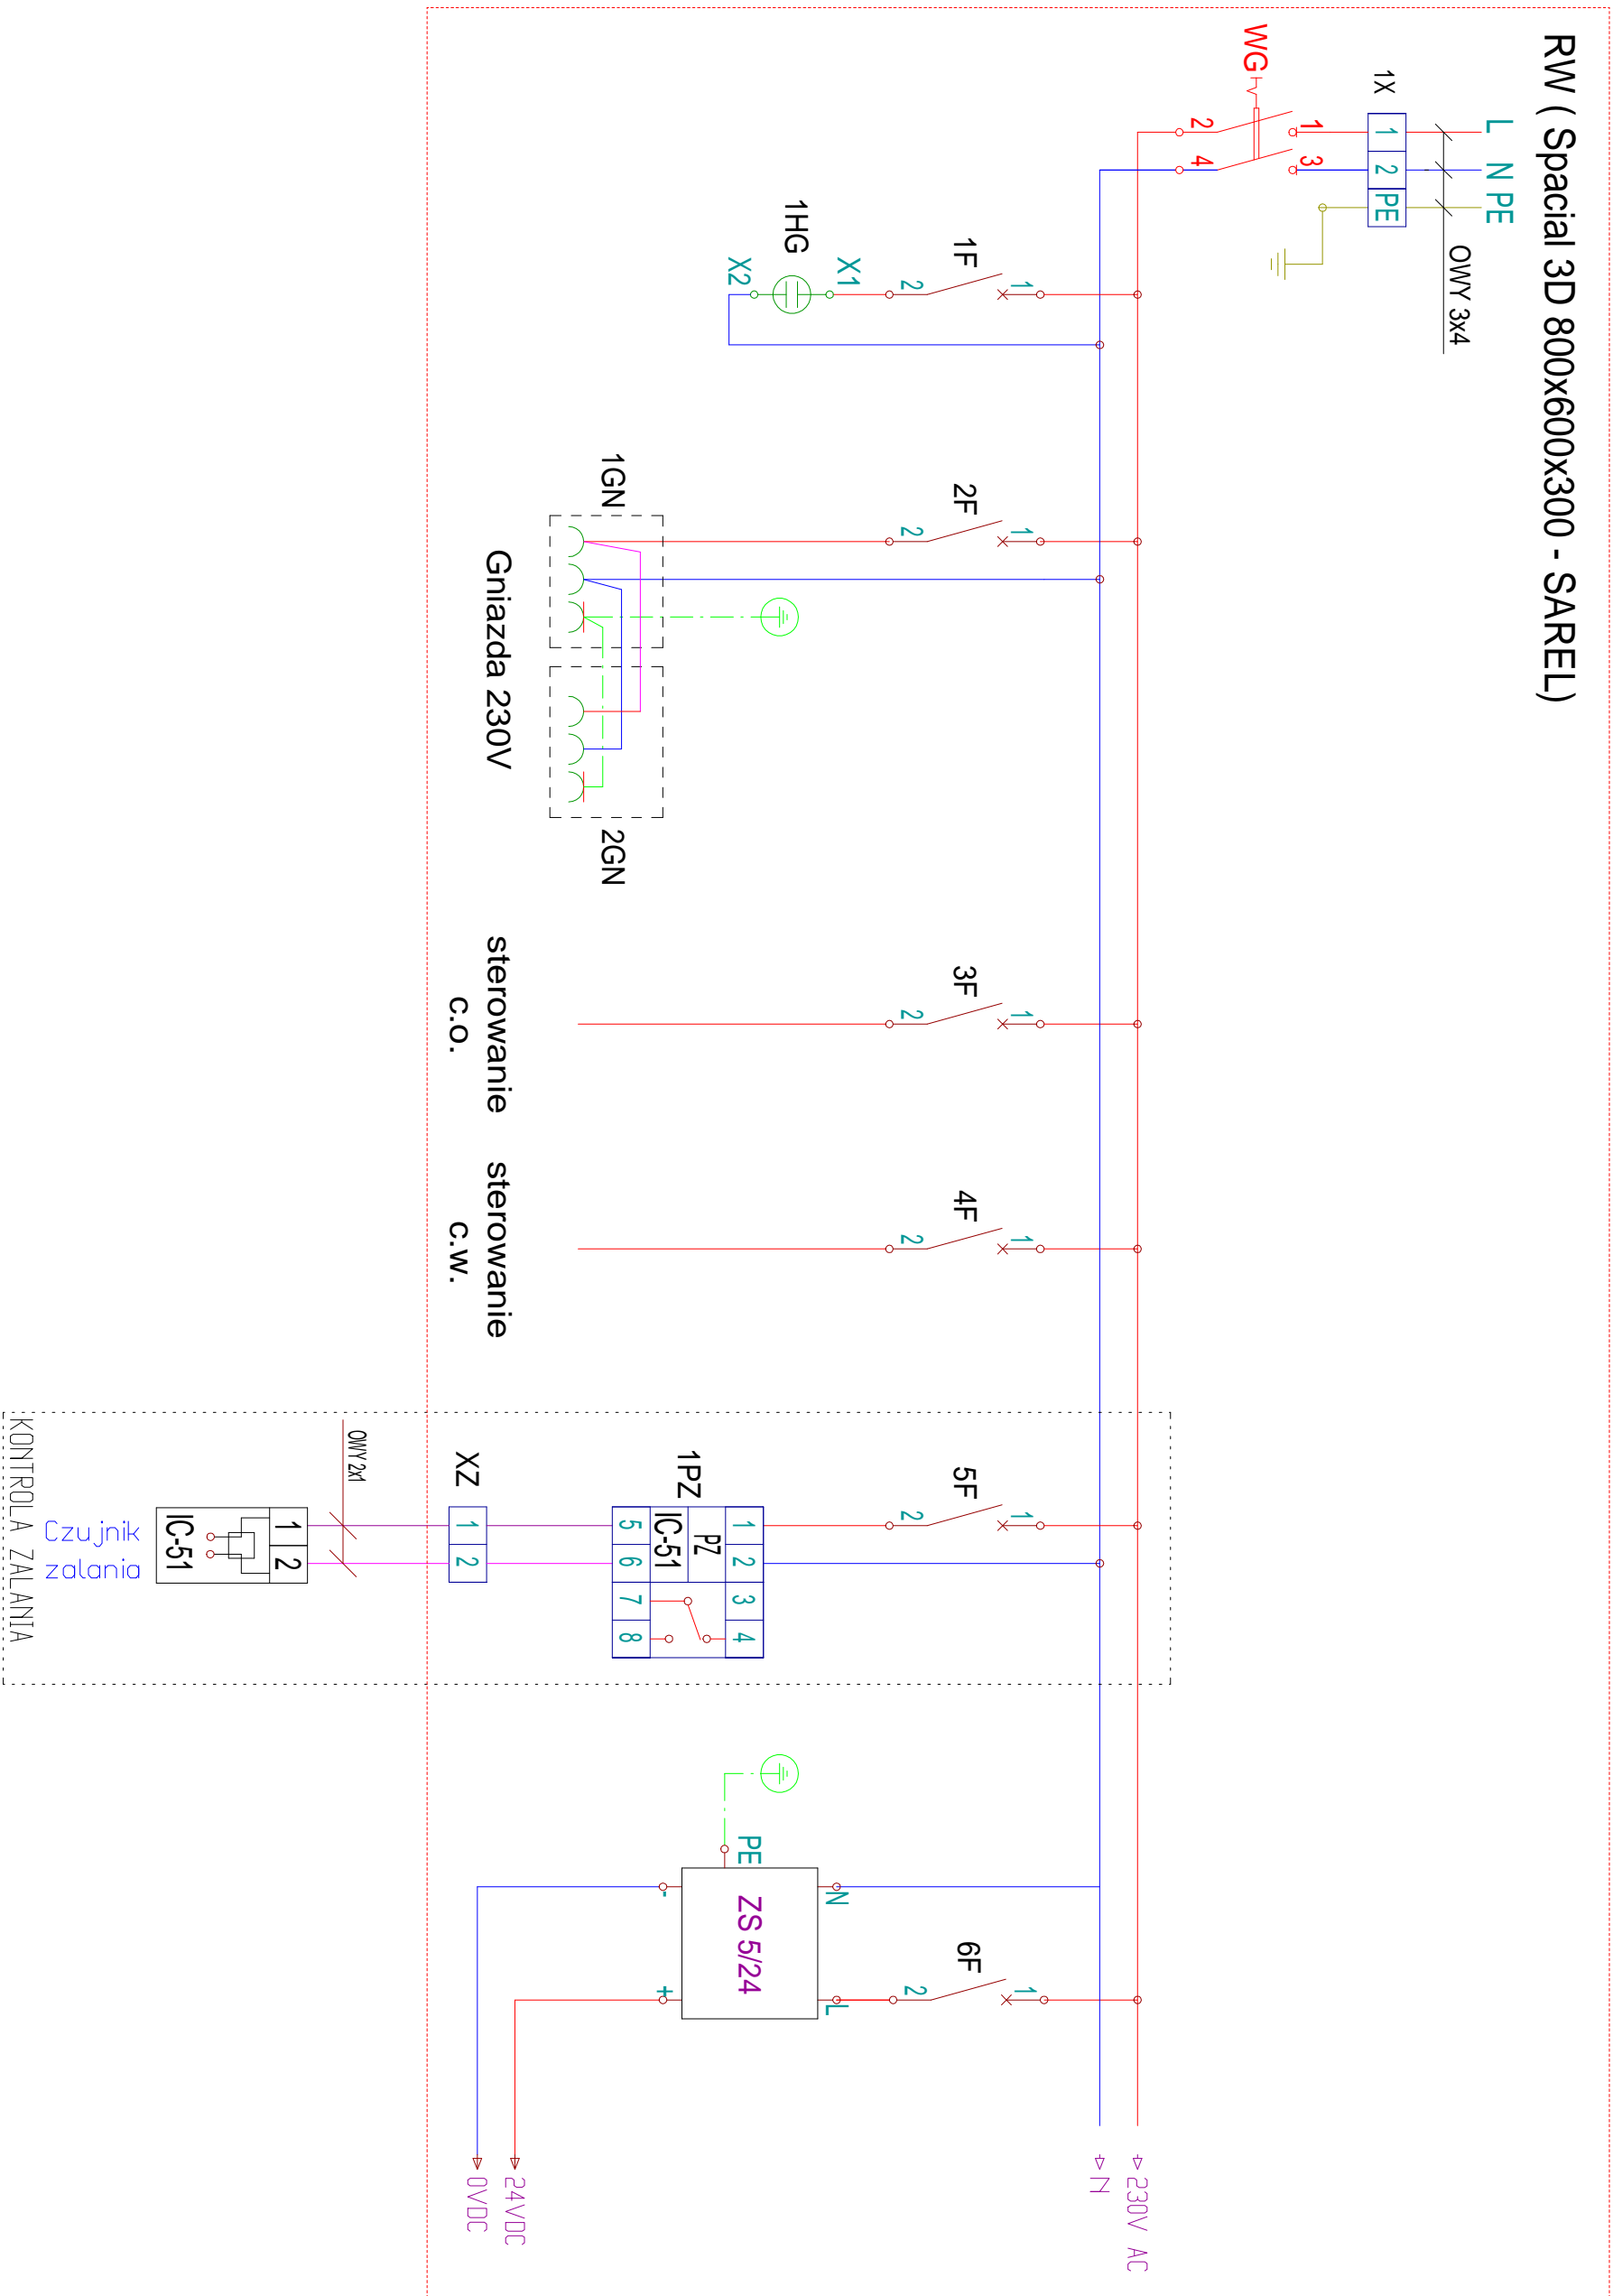 RW ( Spacial 3D 800x600x300 - SAREL)
L N PE
OWY 3x4
1X
1 2 PE
WG
1 3
2 4
230V AC
N
1F
1
2
2F
1
2
3F
1
2
4F
1
2
5F
1
2
6F
1
2
1HG
X1
X2
1GN
2GN
Gniazda 230V
sterowanie
c.o.
sterowanie
c.w.
1PZ
1 2 3 4
PZ
IC-51
5 6 7 8
XZ
1 2
OWY2x1
1 2
IC-51
Czujnik
zalania
KONTROLA ZALANIA
N
L
PE
ZS 5/24
-
+
24VDC
0VDC